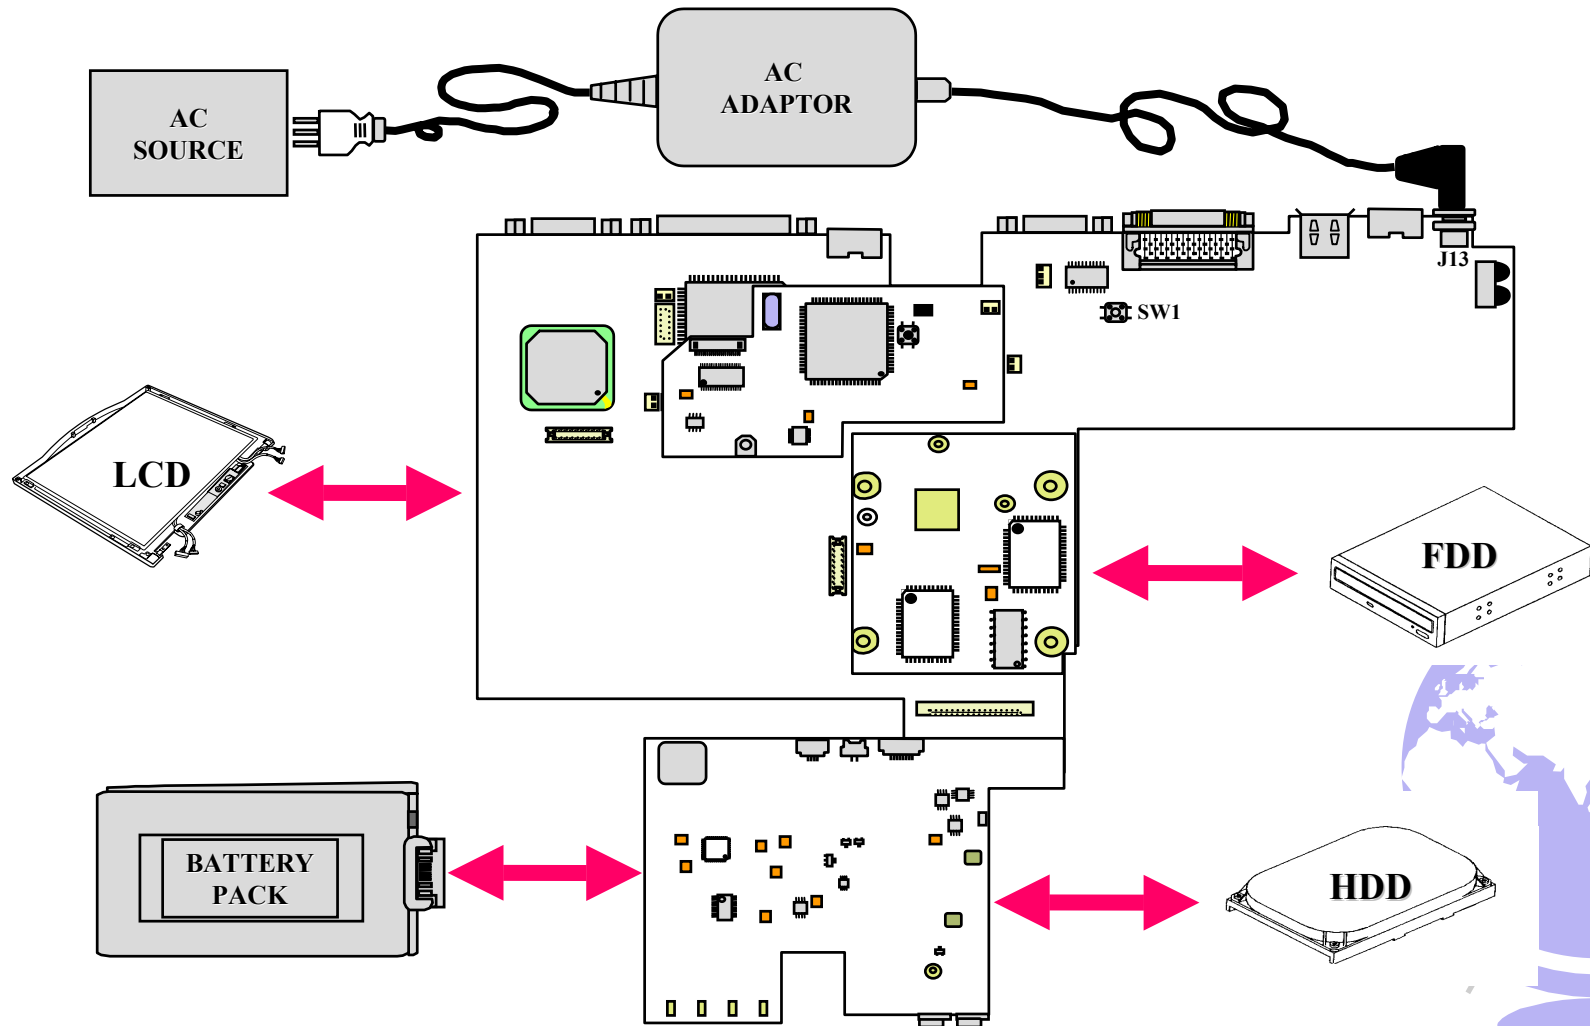 AC
SOURCE
AC
ADAPTOR
J13
SW1
LCD
FDD
BATTERY
PACK
HDD